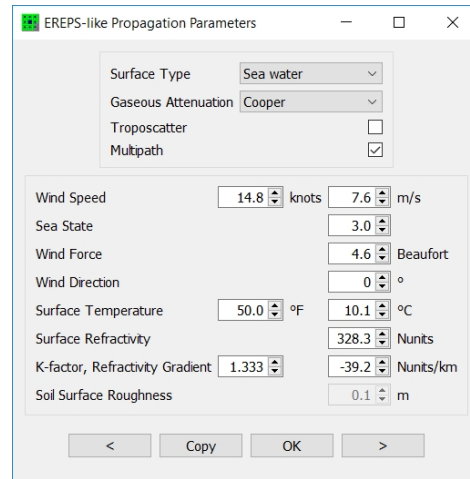 EREPS-like Propagation Parameters
Surface Type Sea water
Gaseous Attenuation Cooper
Troposcatter
Multipath
Wind Speed 14.8 knots 7.6 m/s
Sea State 3.0
Wind Force 4.6 Beaufort
Wind Direction 0 º
Surface Temperature 50.0 ºF 10.1 ºC
Surface Refractivity 328.3 Nunits
K-factor, Refractivity Gradient 1.333 -39.2 Nunits/km
Soil Surface Roughness 0.1 m
< Copy OK >